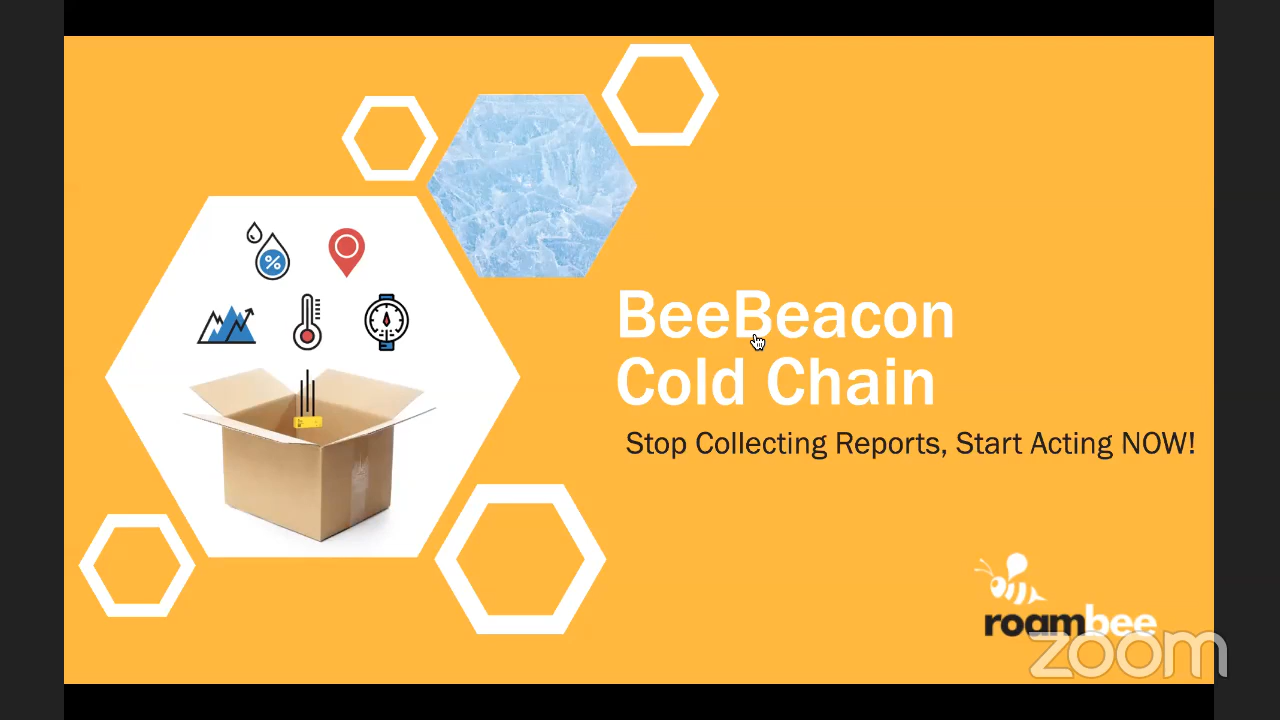 %
BeeBeacon
Cold Chain
Stop Collecting Reports, Start Acting NOW!
roambee
zoom